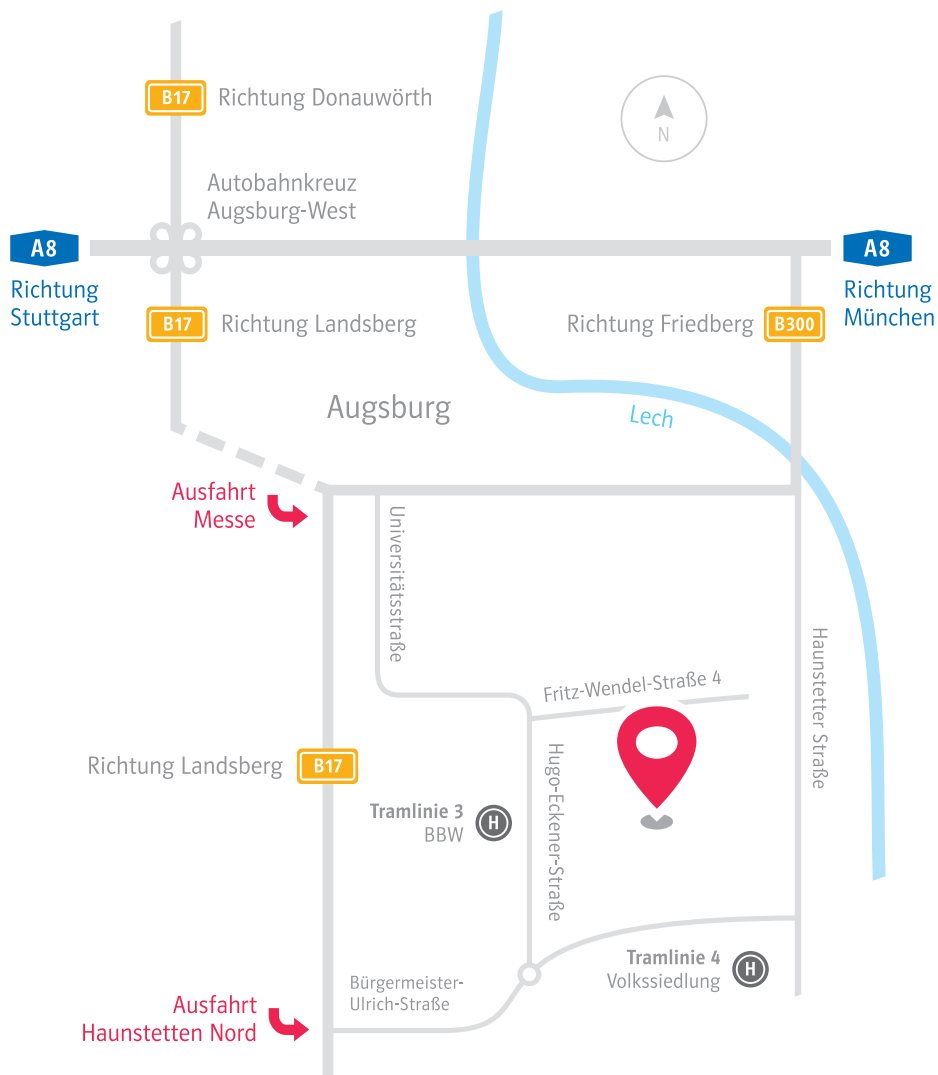 B17
Richtung Donauwörth
N
Autobahnkreuz
Augsburg-West
A8
Richtung
Stuttgart
A8
Richtung
München
B17
Richtung Landsberg
Richtung Friedberg
B300
Augsburg
Lech
Ausfahrt
Messe
Universitätsstraße
Haunstetter Straße
Fritz-Wendel-Straße 4
Hugo-Eckener-Straße
Richtung Landsberg
B17
Tramlinie 3
BBW
H
Tramlinie 4
Volkssiedlung
H
Bürgermeister-
Ulrich-Straße
Ausfahrt
Haunstetten Nord